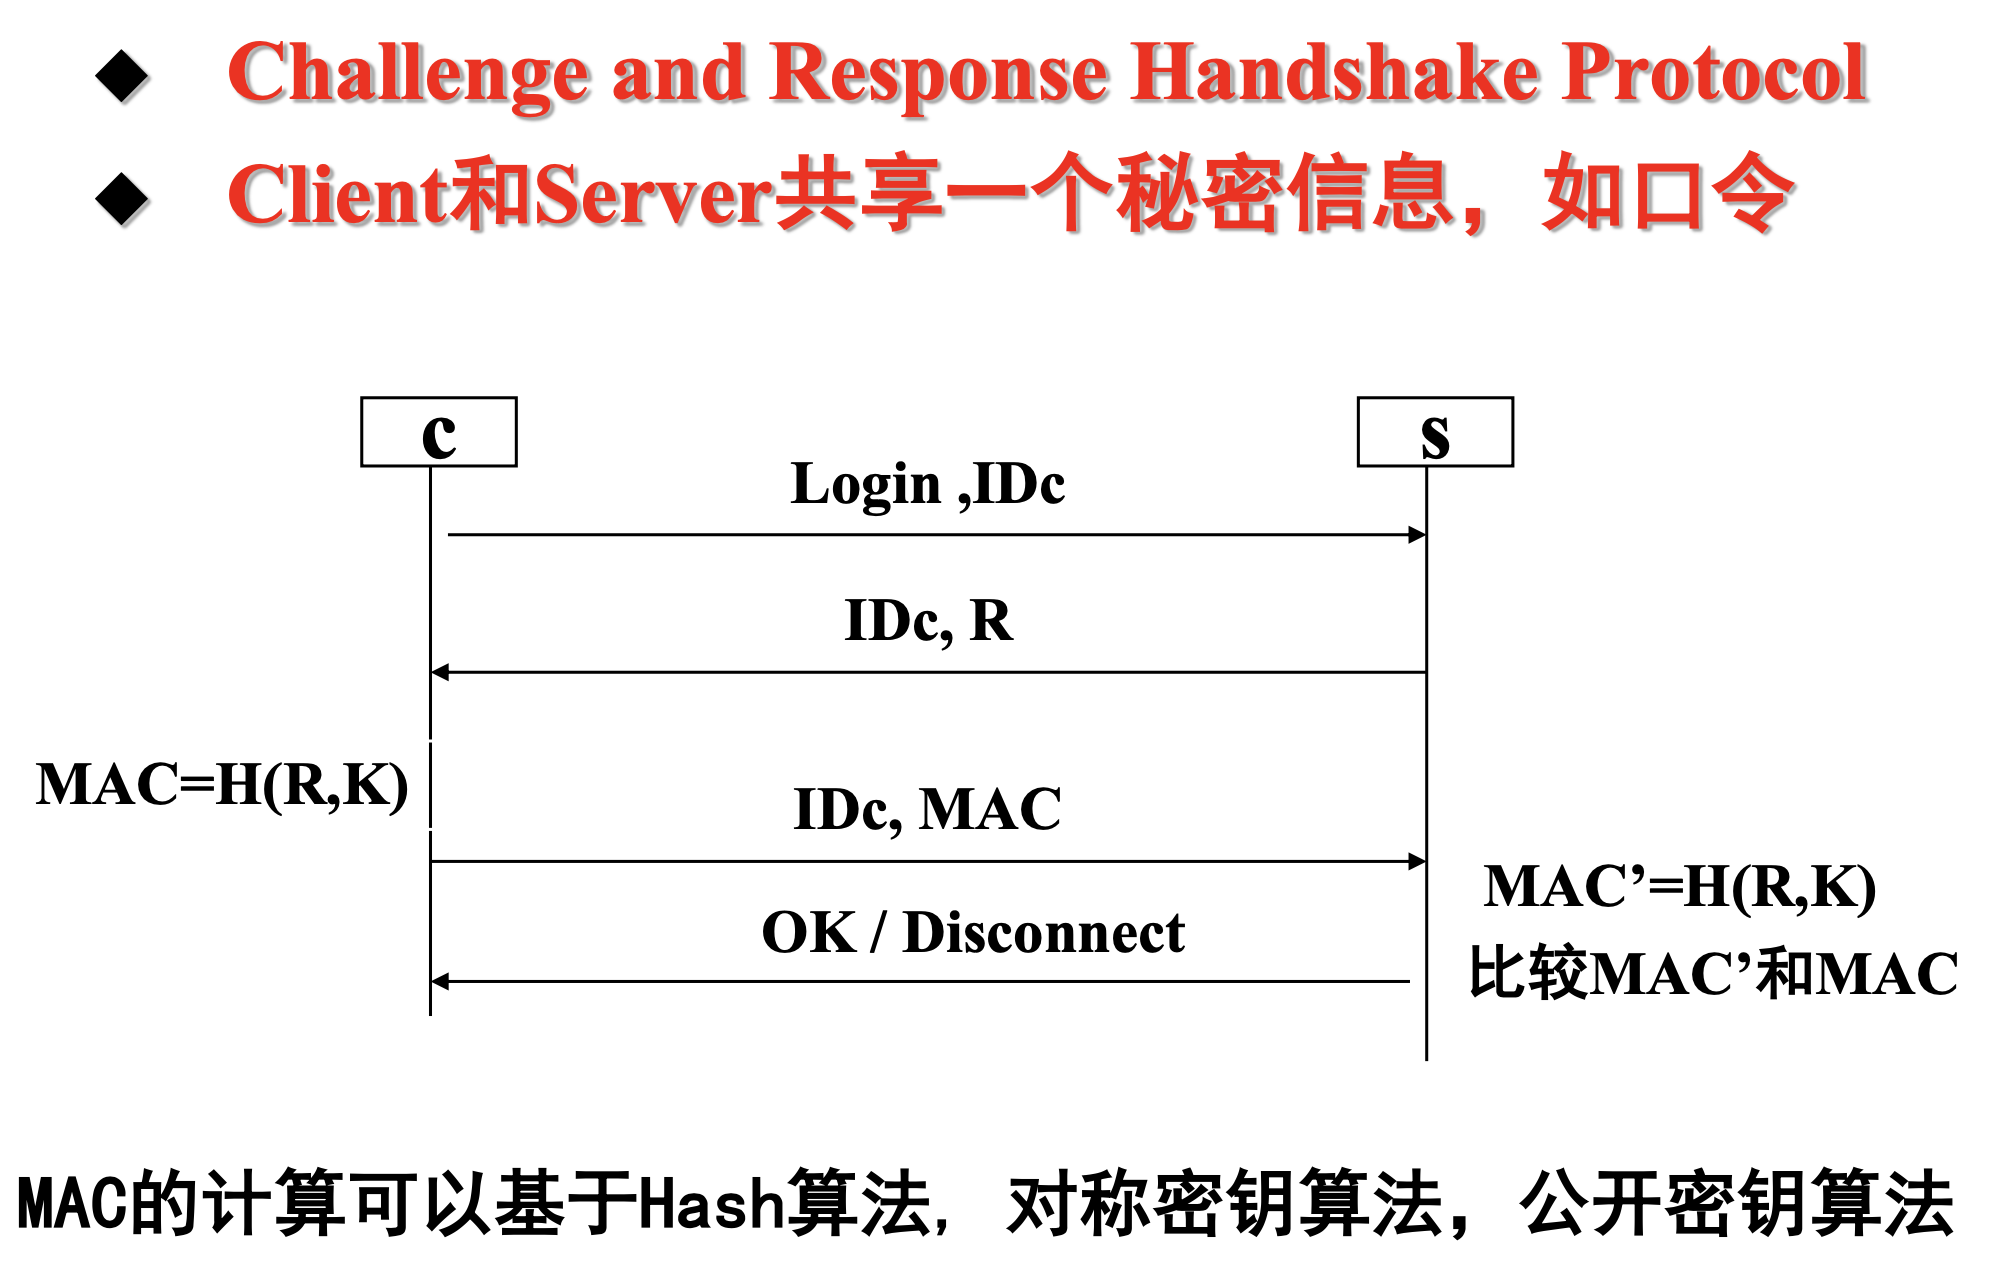 Challenge and Response Handshake Protocol
Client和Server共享一个秘密信息，如口令
c
s
Login ,IDc
IDc, R
MAC=H(R,K)
IDc, MAC
MAC’=H(R,K)
OK / Disconnect
比较MAC’和MAC
MAC的计算可以基于Hash算法, 对称密钥算法，公开密钥算法